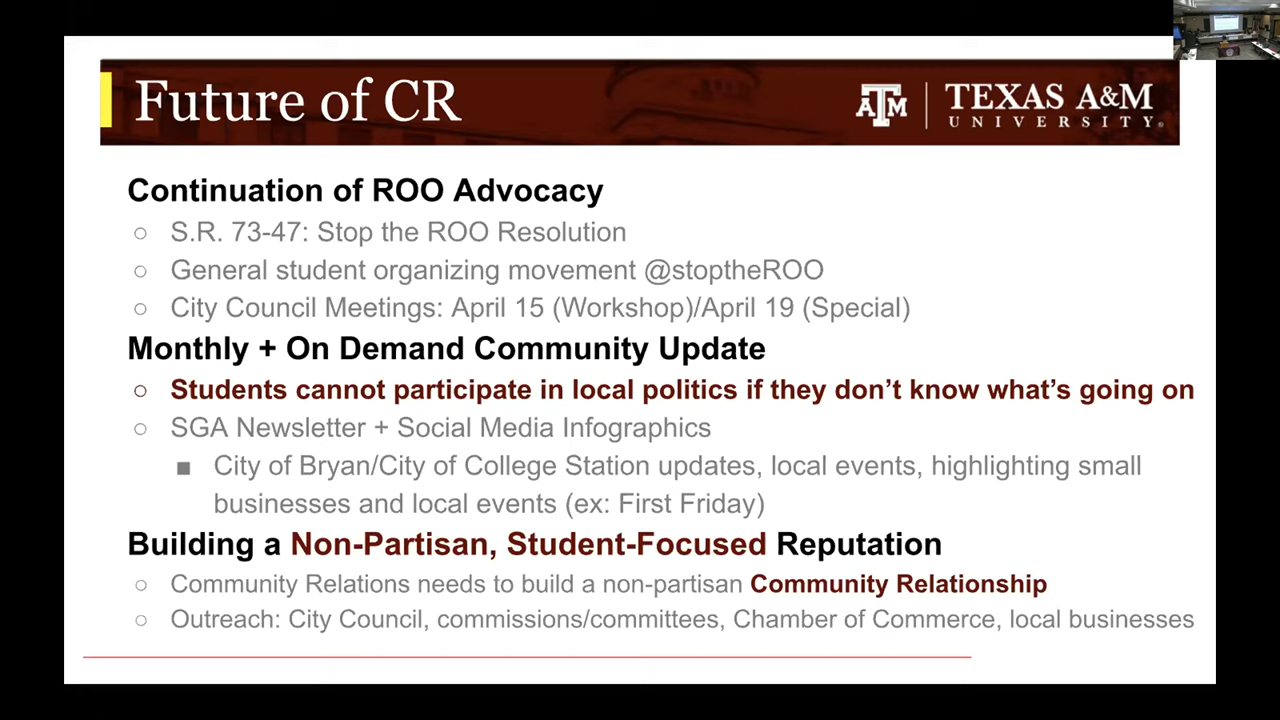 Future of CR
ATM
TEXAS A&M
UNIVERSITY®
Continuation of ROO Advocacy
○ S.R. 73-47: Stop the ROO Resolution
○ General student organizing movement @stoptheROO
○ City Council Meetings: April 15 (Workshop)/April 19 (Special)
Monthly + On Demand Community Update
○ Students cannot participate in local politics if they don’t know what’s going on
○ SGA Newsletter + Social Media Infographics
■ City of Bryan/City of College Station updates, local events, highlighting small
businesses and local events (ex: First Friday)
Building a Non-Partisan, Student-Focused Reputation
○ Community Relations needs to build a non-partisan Community Relationship
○ Outreach: City Council, commissions/committees, Chamber of Commerce, local businesses